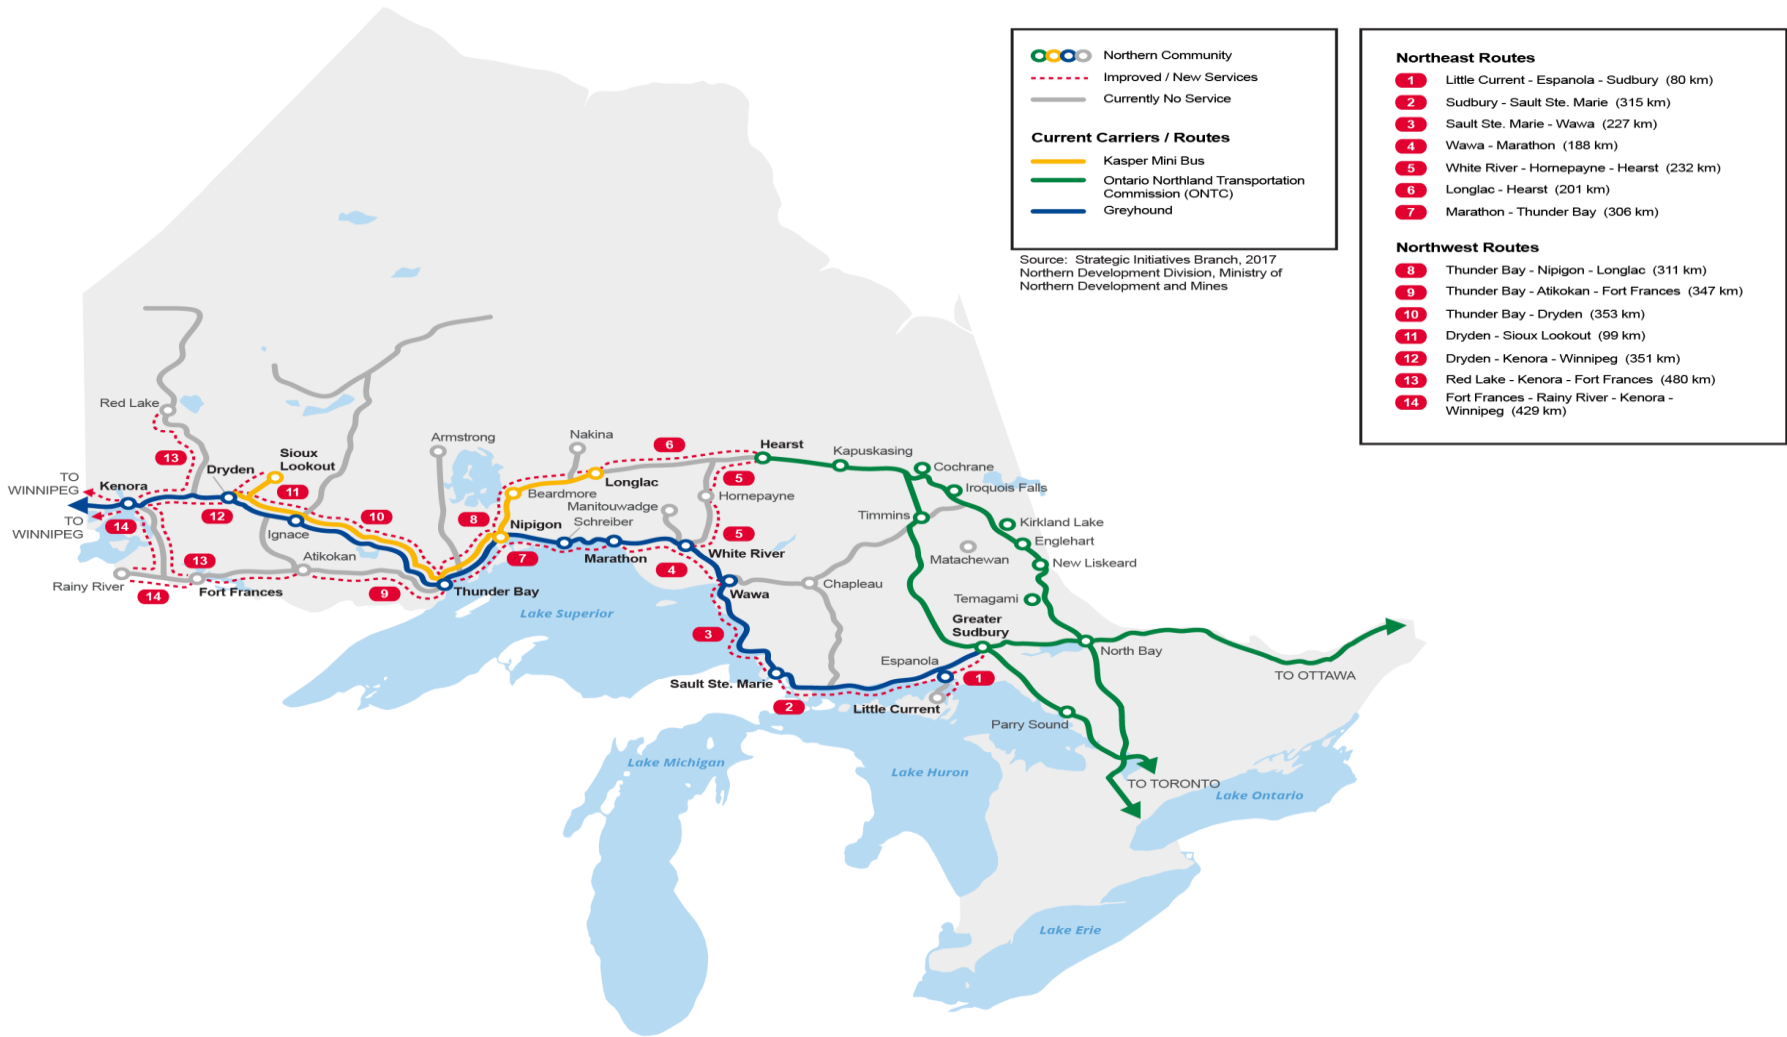 Northern Community
Improved / New Services
Currently No Service
Current Carriers / Routes
Kasper Mini Bus
Ontario Northland Transportation
Commission (ONTC)
Greyhound
Source: Strategic Initiatives Branch, 2017
Northern Development Division, Ministry of
Northern Development and Mines
Northeast Routes
1 Little Current - Espanola - Sudbury (80 km)
2 Sudbury - Sault Ste. Marie (315 km)
3 Sault Ste. Marie - Wawa (227 km)
4 Wawa - Marathon (188 km)
5 White River - Hornepayne - Hearst (232 km)
6 Longlac - Hearst (201 km)
7 Marathon - Thunder Bay (306 km)
Northwest Routes
8 Thunder Bay - Nipigon - Longlac (311 km)
9 Thunder Bay - Atikokan - Fort Frances (347 km)
10 Thunder Bay - Dryden (353 km)
11 Dryden - Sioux Lookout (99 km)
12 Dryden - Kenora - Winnipeg (351 km)
13 Red Lake - Kenora - Fort Frances (480 km)
14 Fort Frances - Rainy River - Kenora -
Winnipeg (429 km)
Red Lake
13
TO
WINNIPEG
Kenora
Dryden
Sioux
Lookout
11
TO
WINNIPEG
14
12
10
Ignace
Atikokan
13
Rainy River
14
Fort Frances
9
Armstrong
8
Nakina
6
Hearst
Kapuskasing
Cochrane
Iroquois Falls
Longlac
Beardmore
Manitouwadge
Schreiber
Nipigon
7
Marathon
4
5
Hornepayne
5
White River
Timmins
Kirkland Lake
Englehart
Matachewan
New Liskeard
Thunder Bay
Wawa
Chapleau
Temagami
Lake Superior
3
Greater
Sudbury
North Bay
Espanola
1
Sault Ste. Marie
2
Little Current
TO OTTAWA
Parry Sound
Lake Michigan
Lake Huron
TO TORONTO
Lake Ontario
Lake Erie